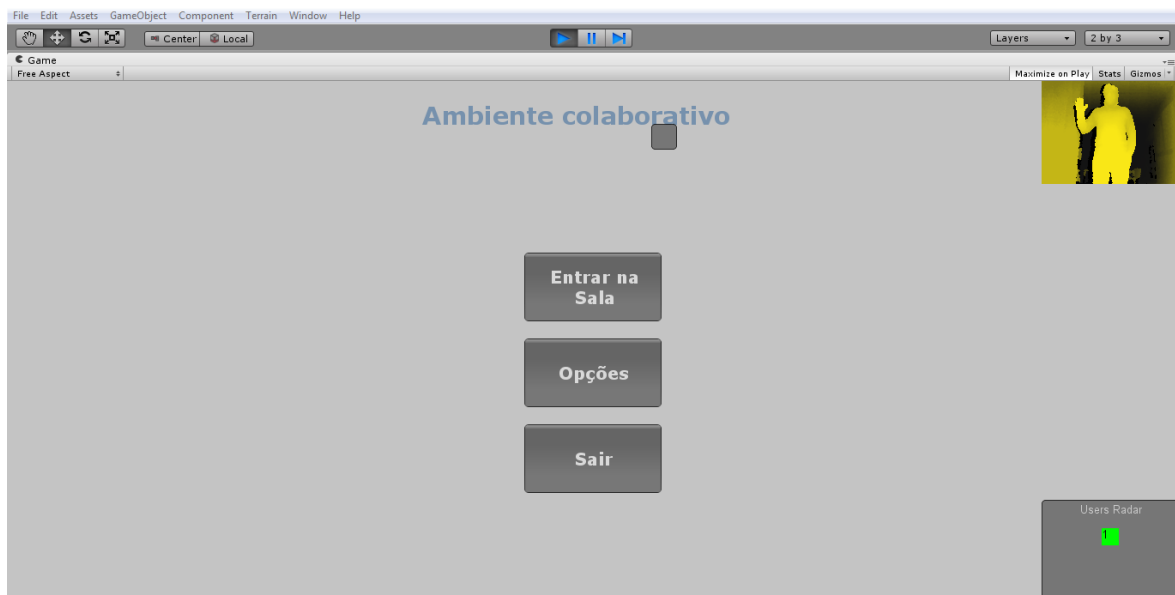 File Edit Assets GameObject Component Terrain Window Help
Center Local Layers 2 by 3
Game
Free Aspect Maximize on Play Stats Gizmos
Ambiente colaborativo
Entrar na
Sala
Opções
Sair
Users Radar
1